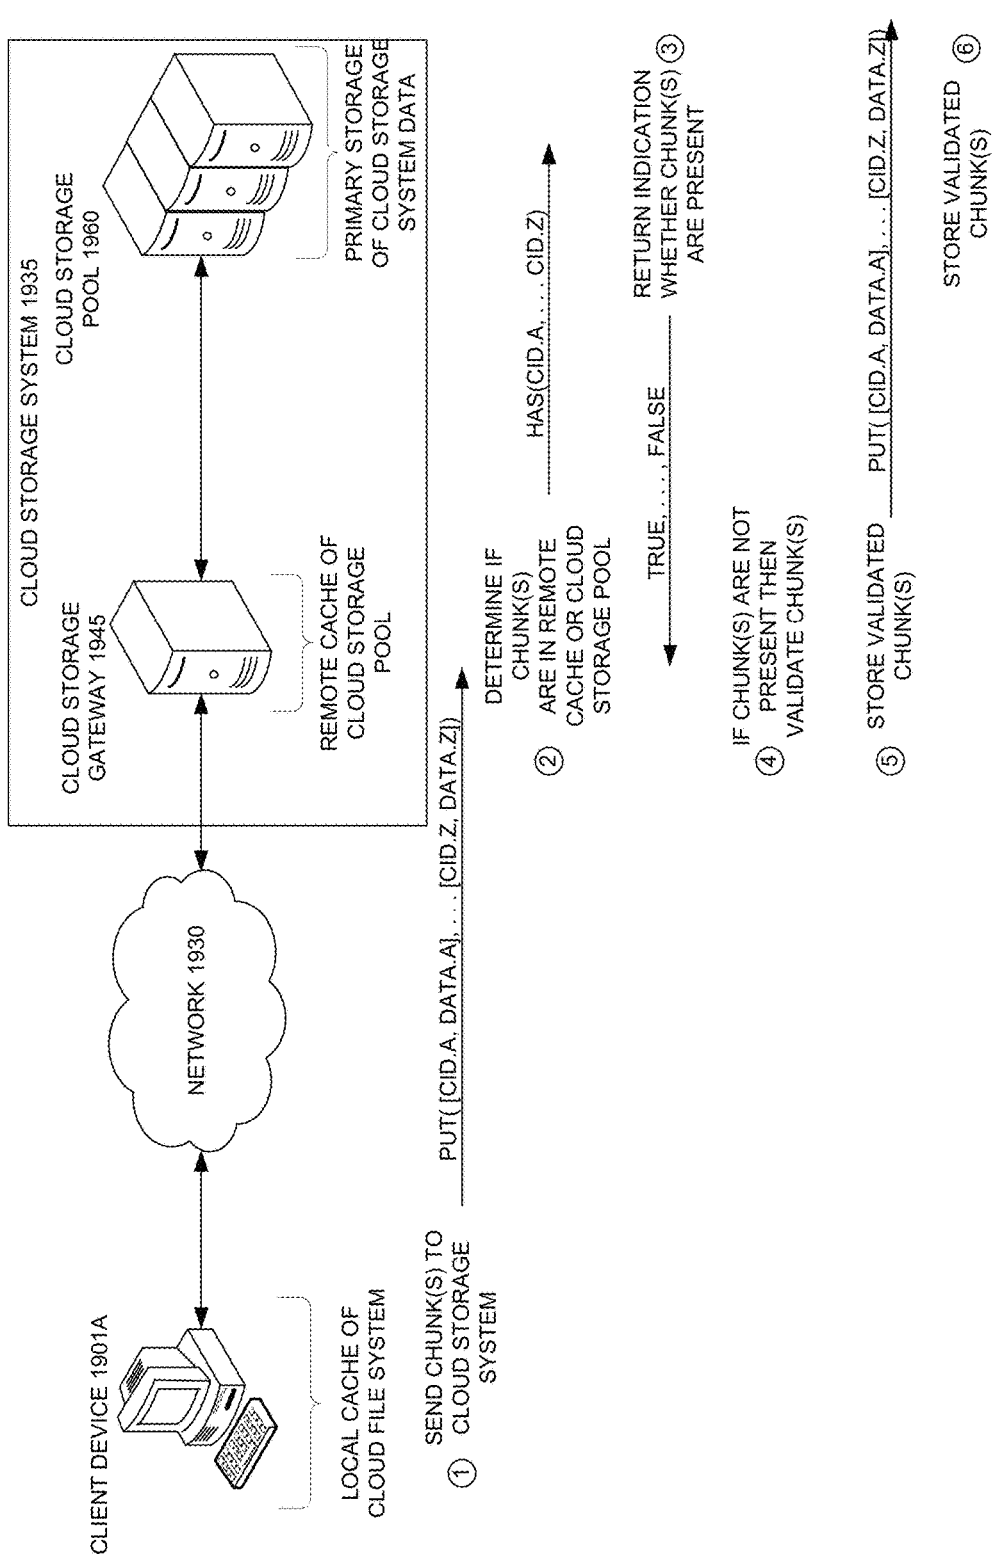 CLOUD STORAGE SYSTEM 1935
CLIENT DEVICE 1901A
NETWORK 1930
CLOUD STORAGE
GATEWAY 1945
CLOUD STORAGE
POOL 1960
LOCAL CACHE OF
CLOUD FILE SYSTEM
REMOTE CACHE OF
CLOUD STORAGE
POOL
PRIMARY STORAGE
OF CLOUD STORAGE
SYSTEM DATA
1
SEND CHUNK(S) TO
CLOUD STORAGE
SYSTEM
PUT( [CID.A, DATA.A], . . . [CID.Z, DATA.Z])
2
DETERMINE IF
CHUNK(S)
ARE IN REMOTE
CACHE OR CLOUD
STORAGE POOL
HAS(CID.A, . . . CID.Z)
TRUE, . . . , FALSE
RETURN INDICATION
WHETHER CHUNK(S)
ARE PRESENT
3
4
IF CHUNK(S) ARE NOT
PRESENT THEN
VALIDATE CHUNK(S)
5
STORE VALIDATED
CHUNK(S)
PUT( [CID.A, DATA.A], . . . [CID.Z, DATA.Z])
STORE VALIDATED
CHUNK(S)
6